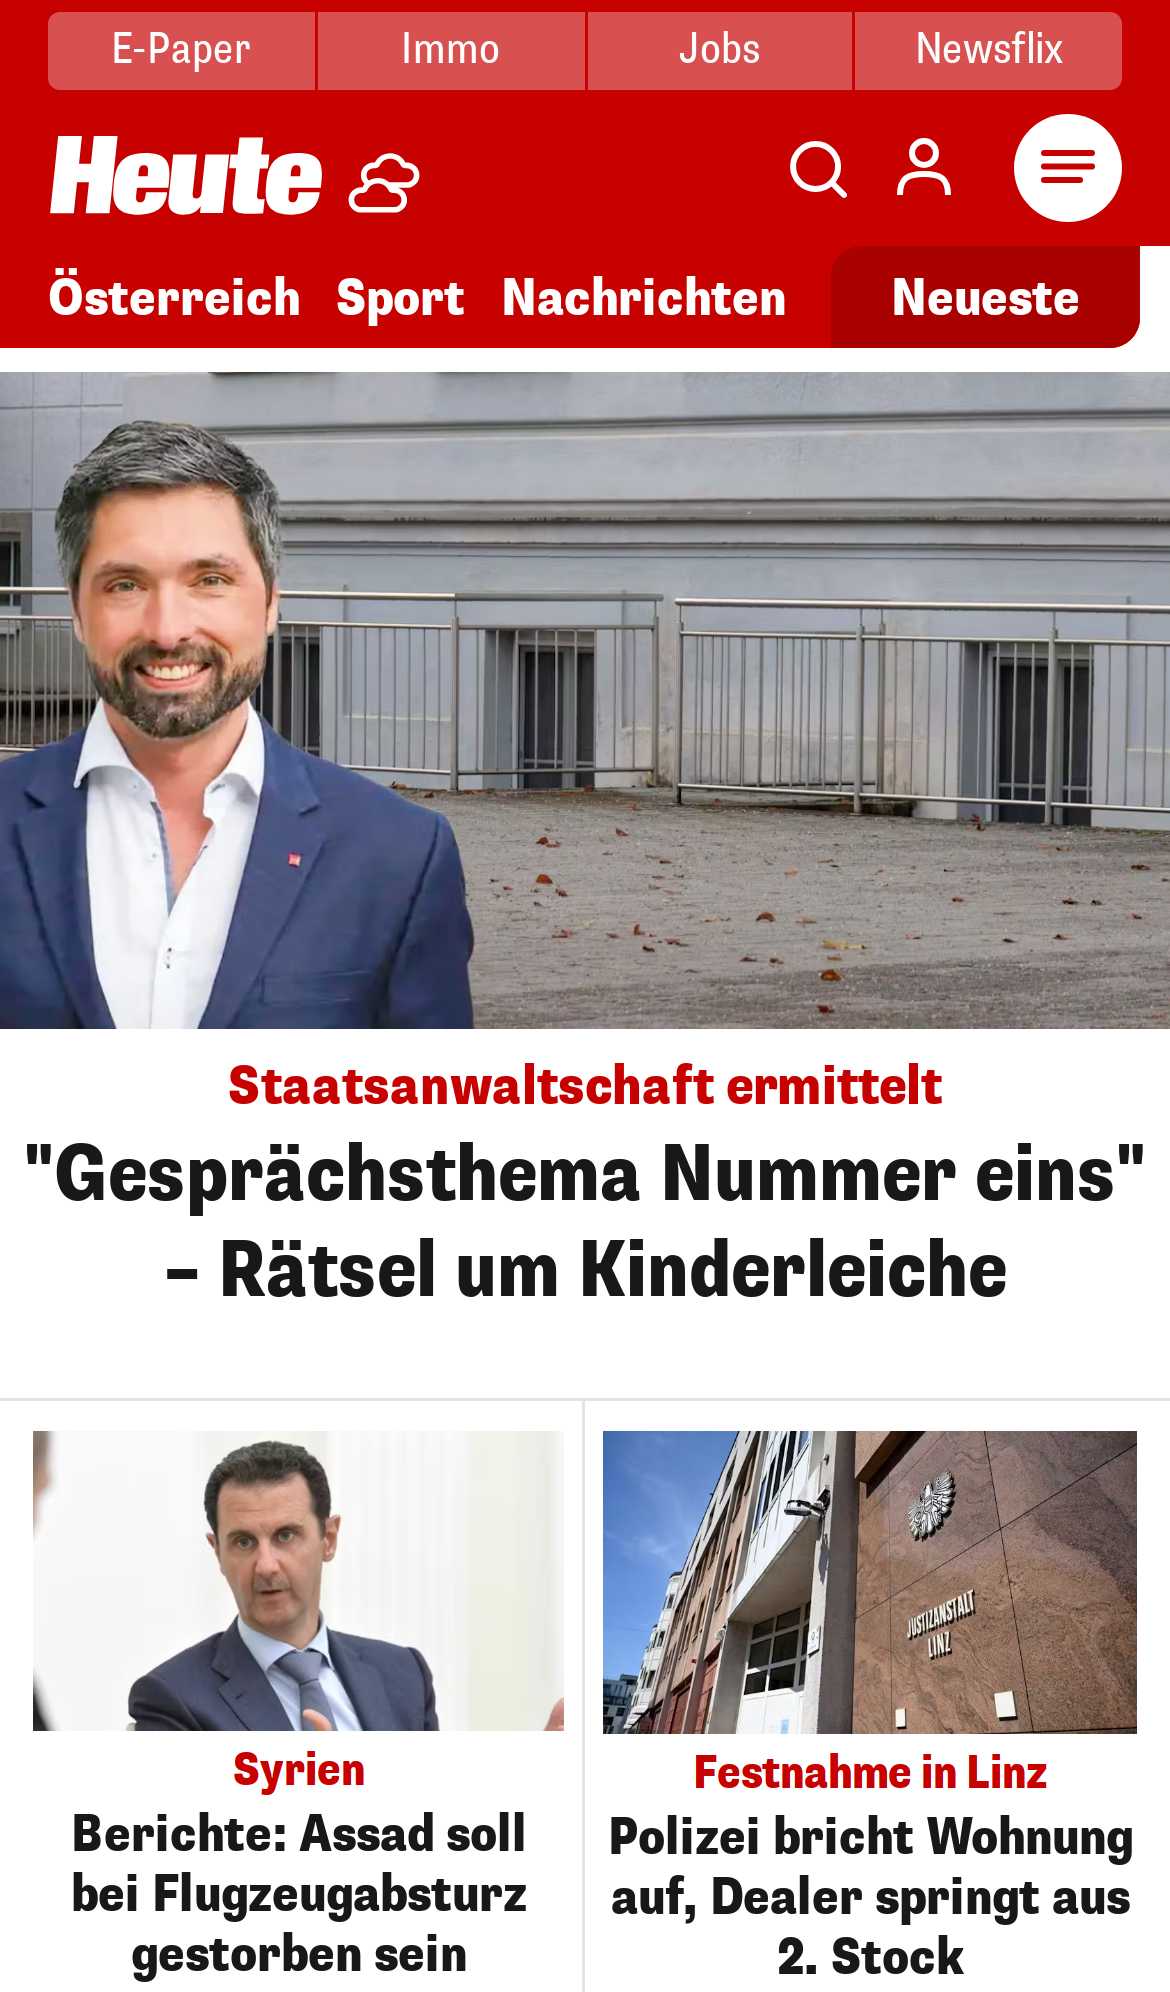 E-Paper
Immo
Jobs
Newsflix
Heute
Österreich
Sport
Nachrichten
Neueste
Staatsanwaltschaft ermittelt
"Gesprächsthema Nummer eins"
– Rätsel um Kinderleiche
JUSTIZANSTALT
LINZ
Syrien
Berichte: Assad soll
bei Flugzeugabsturz
gestorben sein
Festnahme in Linz
Polizei bricht Wohnung
auf, Dealer springt aus
2. Stock